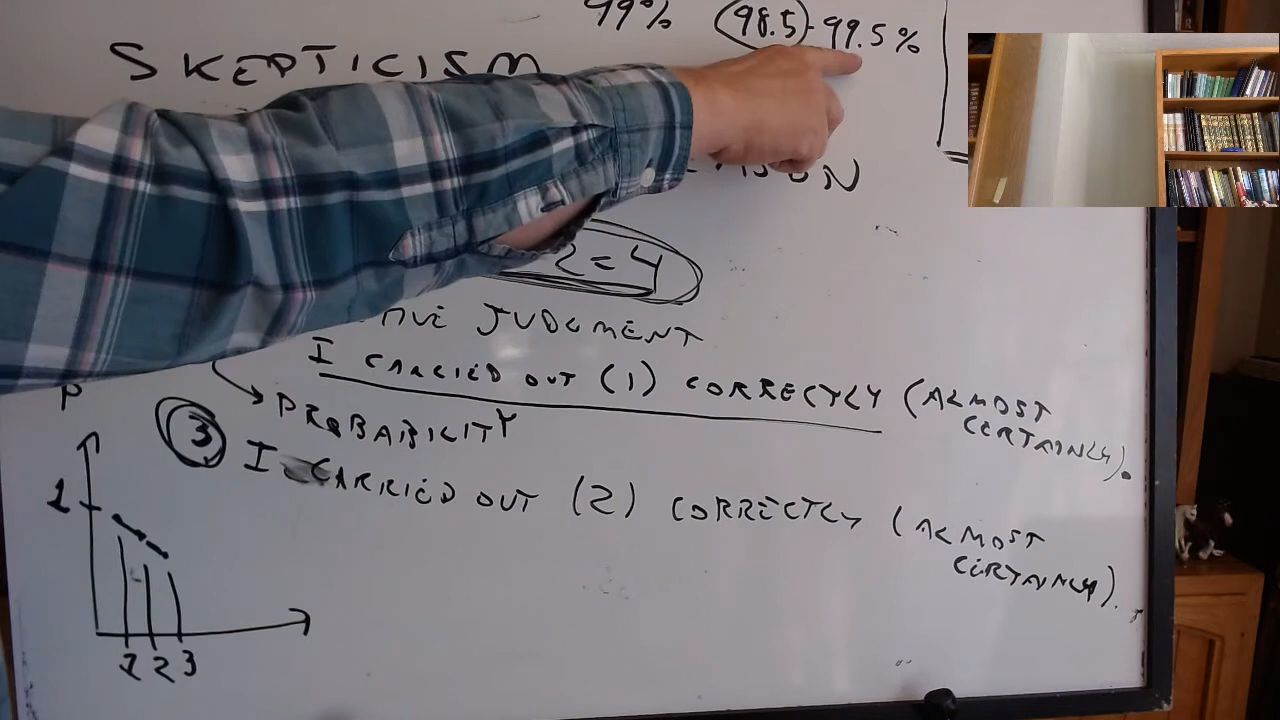 99% (98.5)-99.5%
SKEPTICISM
2=4
JUDGMENT
I CARRIED OUT (1) CORRECTLY (ALMOST
CERTAINLY).
PROBABILITY
P
3
I CARRIED OUT (2) CORRECTLY (ALMOST
CERTAINLY).
1
1 2 3